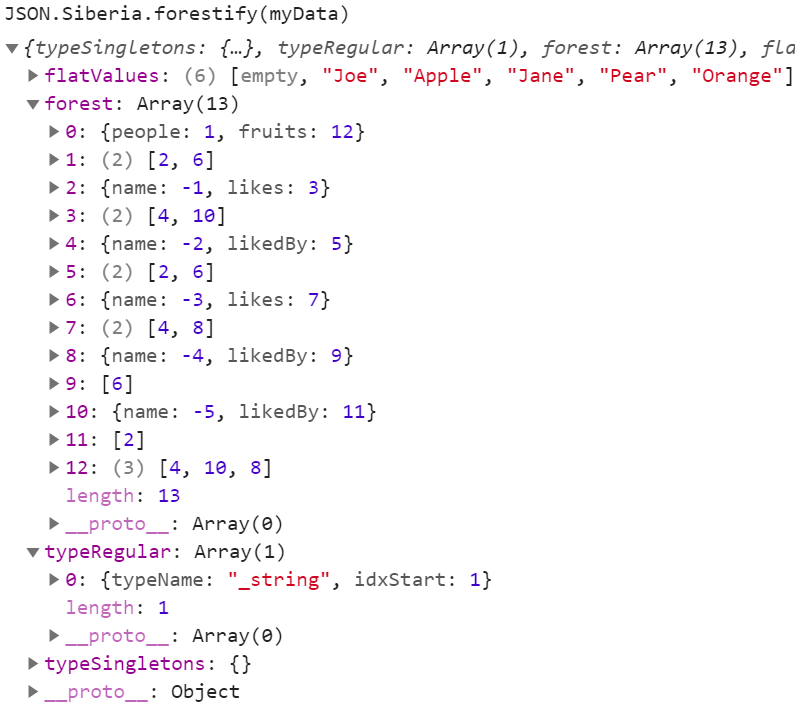 JSON.Siberia.forestify(myData)
▼{typeSingletons: {…}, typeRegular: Array(1), forest: Array(13), fla
▶flatValues: (6) [empty, "Joe", "Apple", "Jane", "Pear", "Orange"]
▼forest: Array(13)
▶0: {people: 1, fruits: 12}
▶1: (2) [2, 6]
▶2: {name: -1, likes: 3}
▶3: (2) [4, 10]
▶4: {name: -2, likedBy: 5}
▶5: (2) [2, 6]
▶6: {name: -3, likes: 7}
▶7: (2) [4, 8]
▶8: {name: -4, likedBy: 9}
▶9: [6]
▶10: {name: -5, likedBy: 11}
▶11: [2]
▶12: (3) [4, 10, 8]
length: 13
▶__proto__: Array(0)
▼typeRegular: Array(1)
▶0: {typeName: "_string", idxStart: 1}
length: 1
▶__proto__: Array(0)
▶typeSingletons: {}
▶__proto__: Object